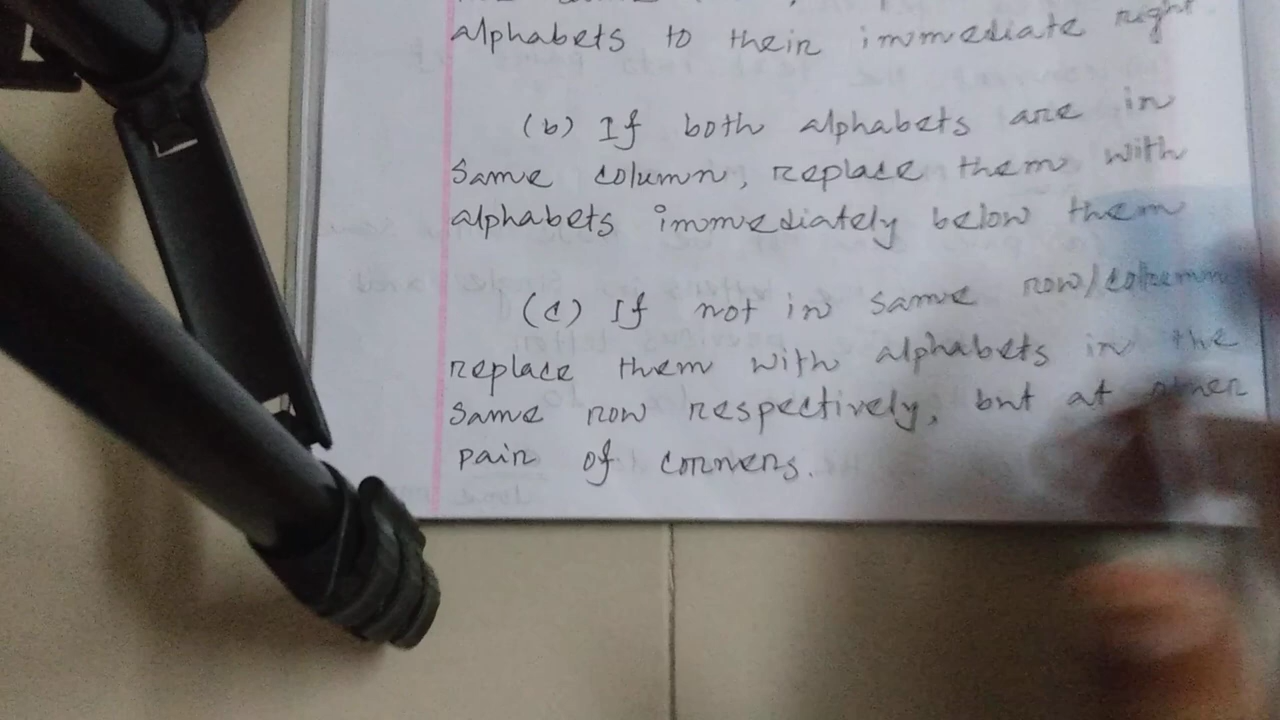 alphabets to their immediate right
(b) If both alphabets are in
same column, replace them with
alphabets immediately below them
(c) If not in same row/column
replace them with alphabets in the
same row respectively, but at other
pair of corners.